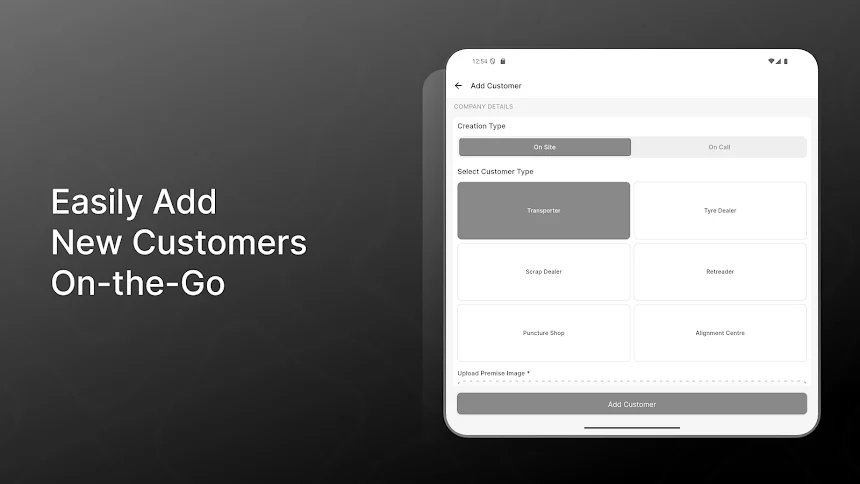 Easily Add
New Customers
On-the-Go
12:54
Add Customer
COMPANY DETAILS
Creation Type
On Site
On Call
Select Customer Type
Transporter
Tyre Dealer
Scrap Dealer
Retreader
Puncture Shop
Alignment Centre
Upload Premise Image *
Add Customer